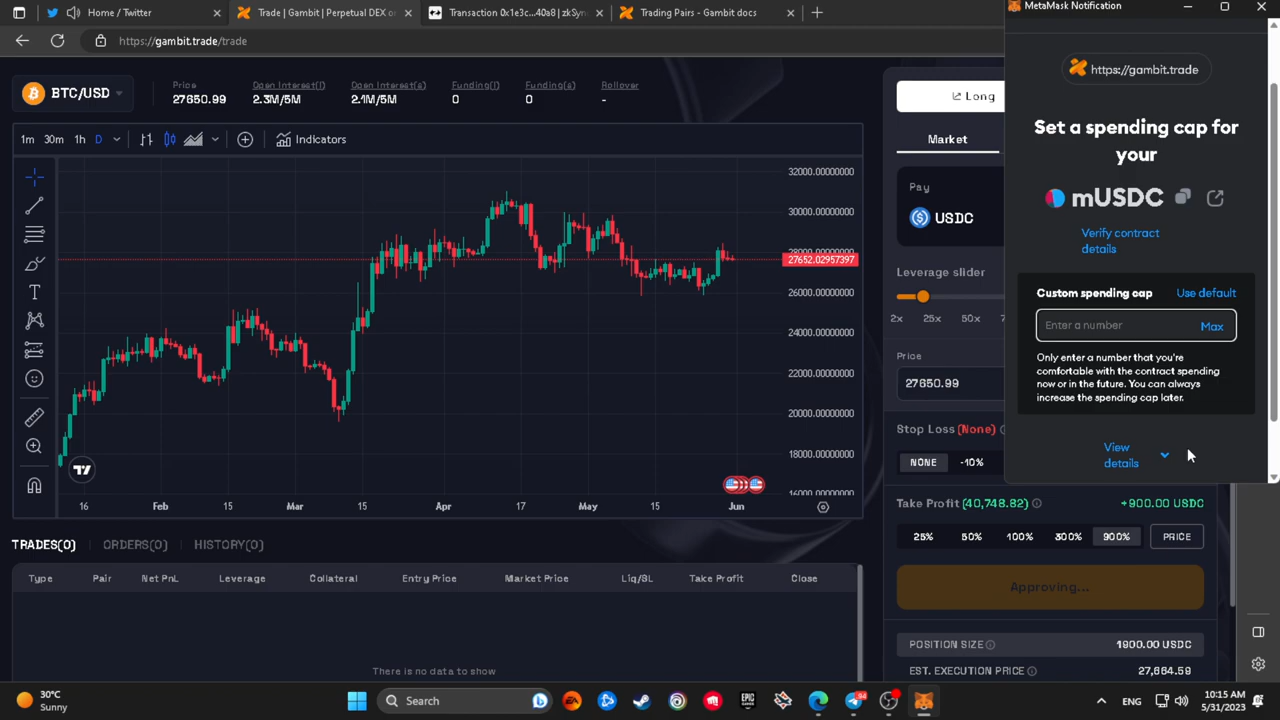 Home / Twitter
Trade | Gambit | Perpetual DEX o
Transaction 0x1e3c...40a8 | zkSyn
Trading Pairs - Gambit docs
https://gambit.trade/trade
BTC/USD
Price
27650.99
Open Interest(l)
2.3M/5M
Open Interest(s)
2.1M/5M
Funding(l)
0
Funding(s)
0
Rollover
-
1m 30m 1h D
Indicators
32000.00000000
30000.00000000
28000.00000000
27652.02957397
26000.00000000
24000.00000000
22000.00000000
20000.00000000
18000.00000000
16000.00000000
16 Feb 15 Mar 15 Apr 17 May 15 Jun
TRADES(0) ORDERS(0) HISTORY(0)
Type Pair Net PnL Leverage Collateral Entry Price Market Price Liq/SL Take Profit Close
There is no data to show
Long
Market
Pay
USDC
Leverage slider
2x 25x 50x 7
Price
27650.99
Stop Loss (None)
NONE -10%
Take Profit (40,748.82) +900.00 USDC
25% 50% 100% 300% 900% PRICE
Approving...
POSITION SIZE 1900.00 USDC
EST. EXECUTION PRICE 27,664.59
MetaMask Notification
https://gambit.trade
Set a spending cap for
your
mUSDC
Verify contract
details
Custom spending cap Use default
Enter a number Max
Only enter a number that you're
comfortable with the contract spending
now or in the future. You can always
increase the spending cap later.
View
details
30°C
Sunny
Search
94
ENG
10:15 AM
5/31/2023